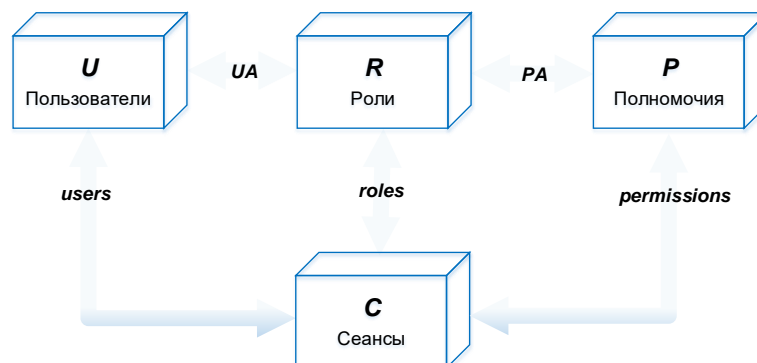 U
Пользователи
UA
R
Роли
PA
P
Полномочия
users
roles
permissions
C
Сеансы